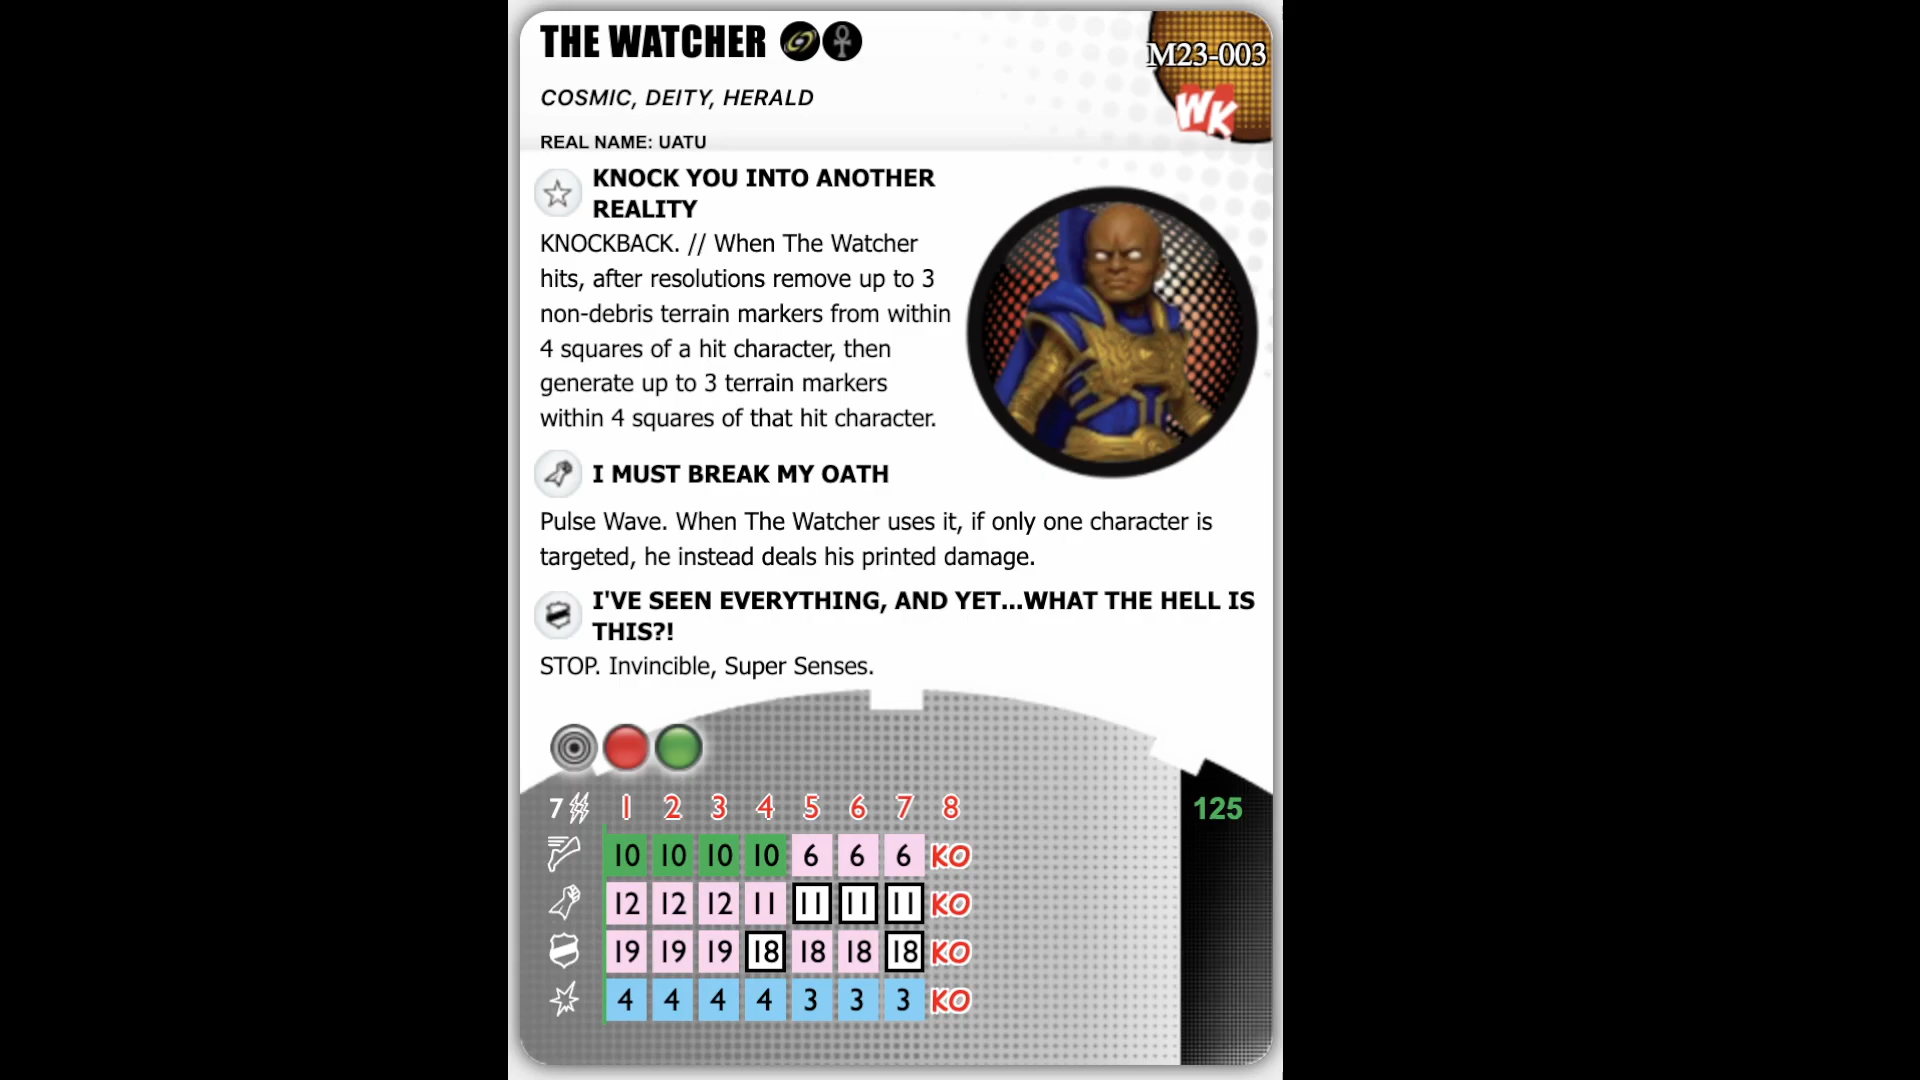 THE WATCHER
M23-003
WK
COSMIC, DEITY, HERALD
REAL NAME: UATU
KNOCK YOU INTO ANOTHER
REALITY
KNOCKBACK. // When The Watcher
hits, after resolutions remove up to 3
non-debris terrain markers from within
4 squares of a hit character, then
generate up to 3 terrain markers
within 4 squares of that hit character.
I MUST BREAK MY OATH
Pulse Wave. When The Watcher uses it, if only one character is
targeted, he instead deals his printed damage.
I'VE SEEN EVERYTHING, AND YET...WHAT THE HELL IS
THIS?!
STOP. Invincible, Super Senses.
7 1 2 3 4 5 6 7 8 125
10 10 10 10 6 6 6 KO
12 12 12 11 11 11 11 KO
19 19 19 18 18 18 18 KO
4 4 4 4 3 3 3 KO